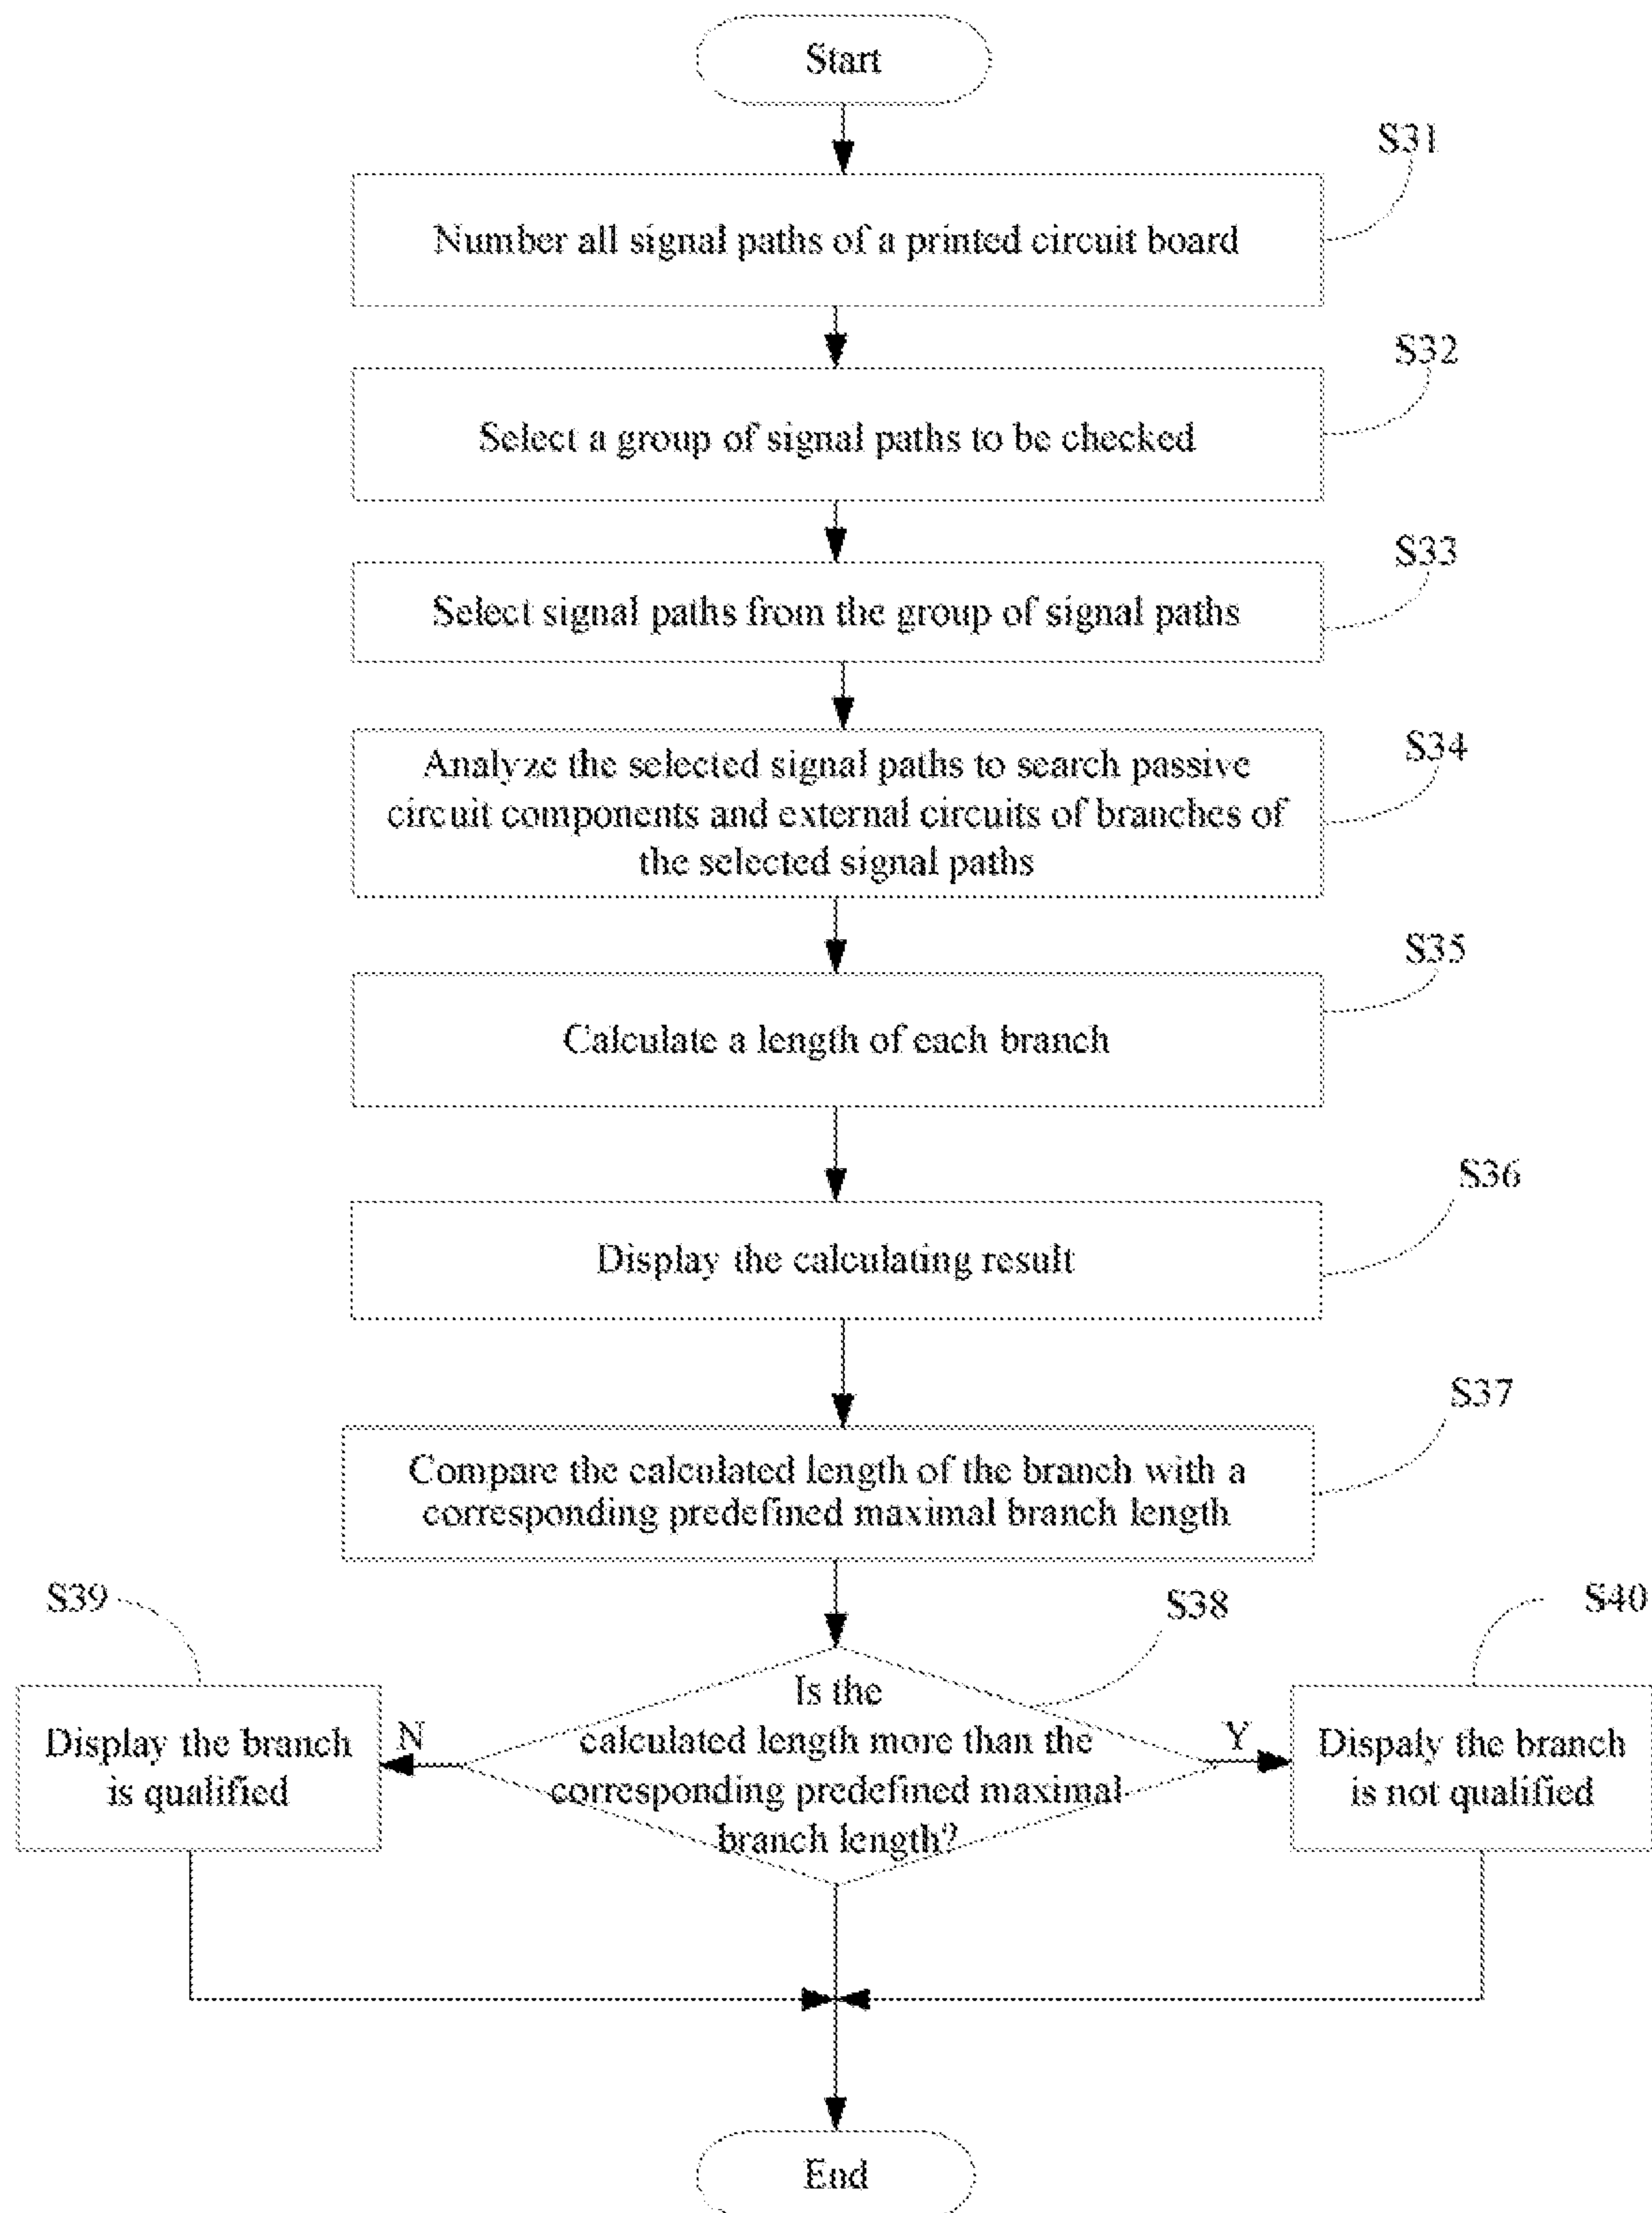 Start
S31
Number all signal paths of a printed circuit board
S32
Select a group of signal paths to be checked
S33
Select signal paths from the group of signal paths
S34
Analyze the selected signal paths to search passive
circuit components and external circuits of branches of
the selected signal paths
S35
Calculate a length of each branch
S36
Display the calculating result
S37
Compare the calculated length of the branch with a
corresponding predefined maximal branch length
S39
S38
S40
Is the
calculated length more than the
corresponding predefined maximal
branch length?
N
Y
Display the branch
is qualified
Dispaly the branch
is not qualified
End